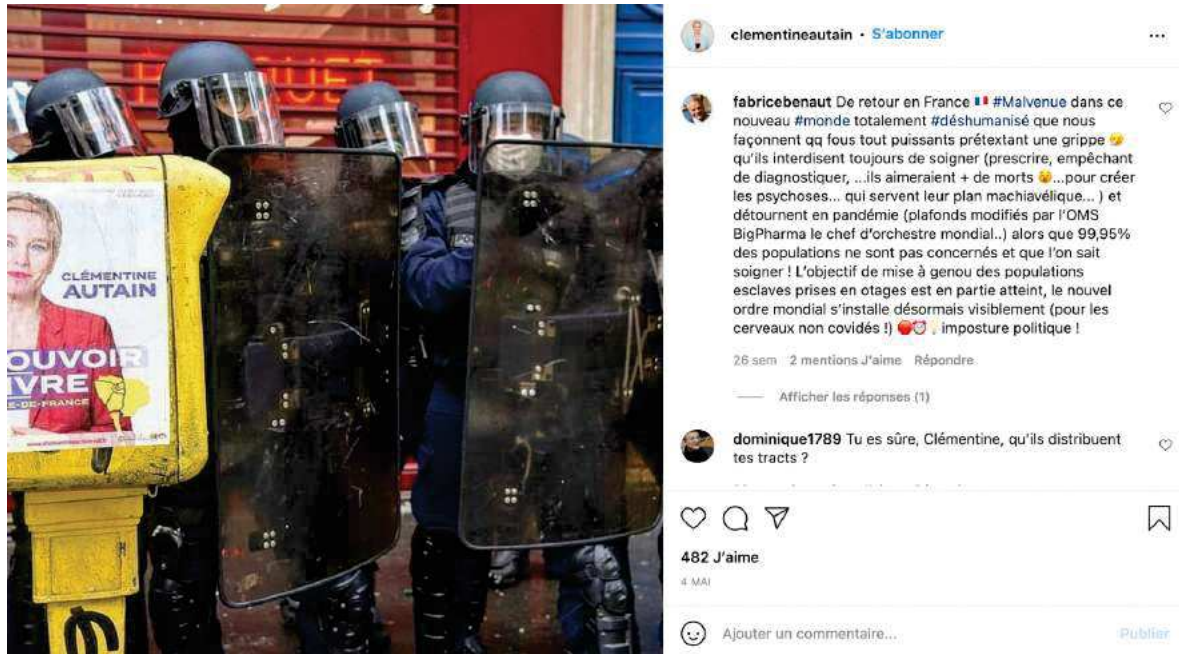 CLÉMENTINE
AUTAIN
OUVOIR
IVRE
E-DE-FRANCE
clementineautain • S'abonner
fabricebenaut De retour en France 🇫🇷 #Malvenue dans ce
nouveau #monde totalement #déshumanisé que nous
façonnent qq fous tout puissants prétextant une grippe 🤧
qu'ils interdisent toujours de soigner (prescrire, empêchant
de diagnostiquer, ...ils aimeraient + de morts 😵...pour créer
les psychoses... qui servent leur plan machiavélique... ) et
détournent en pandémie (plafonds modifiés par l'OMS
BigPharma le chef d'orchestre mondial..) alors que 99,95%
des populations ne sont pas concernés et que l'on sait
soigner ! L'objectif de mise à genou des populations
esclaves prises en otages est en partie atteint, le nouvel
ordre mondial s'installe désormais visiblement (pour les
cerveaux non covidés !) 🔴⏰💡 imposture politique !
26 sem 2 mentions J'aime Répondre
Afficher les réponses (1)
dominique1789 Tu es sûre, Clémentine, qu'ils distribuent
tes tracts ?
482 J'aime
4 MAI
Ajouter un commentaire... Publier